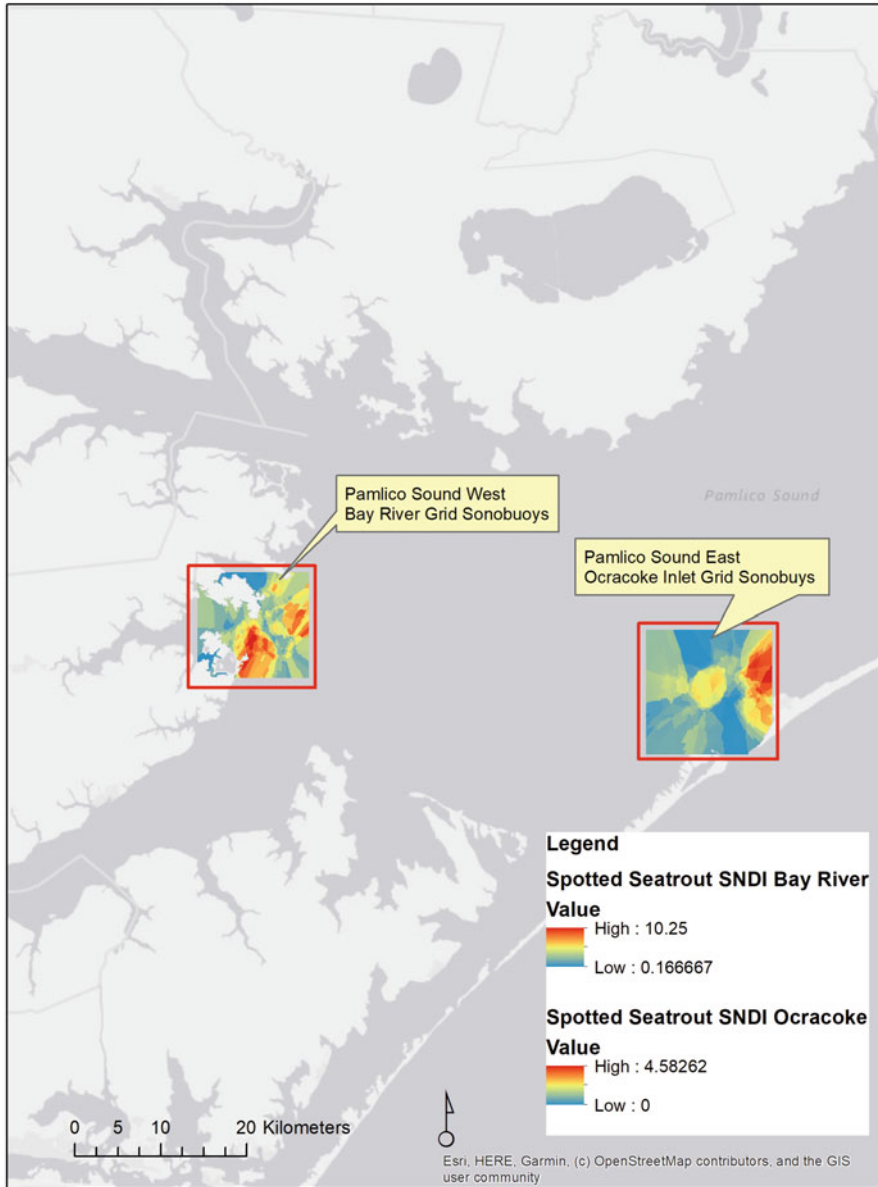 Pamlico Sound West
Bay River Grid Sonobuoys
Pamlico Sound
Pamlico Sound East
Ocracoke Inlet Grid Sonobuys
Legend
Spotted Seatrout SNDI Bay River
Value
High : 10.25
Low : 0.166667
Spotted Seatrout SNDI Ocracoke
Value
High : 4.58262
Low : 0
0 5 10 20 Kilometers
Esri, HERE, Garmin, (c) OpenStreetMap contributors, and the GIS
user community